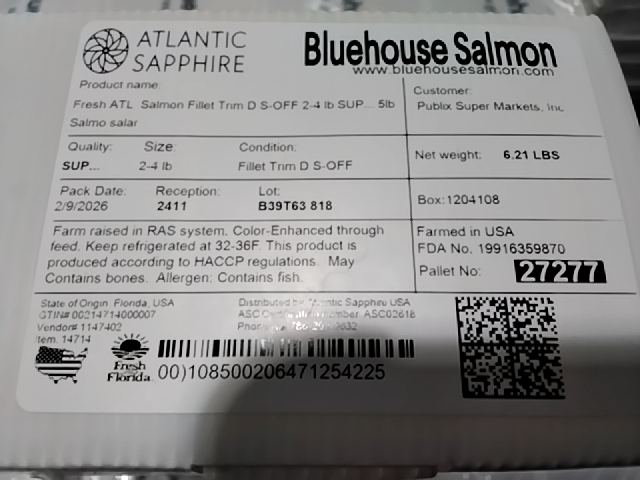 ATLANTIC
SAPPHIRE
Bluehouse Salmon
www.bluehousesalmon.com
Product name:
Fresh ATL Salmon Fillet Trim D S-OFF 2-4 lb SUP... 5lb
Salmo salar
Customer:
Publix Super Markets, Inc
Quality: Size: Condition:
SUP... 2-4 lb Fillet Trim D S-OFF
Net weight: 6.21 LBS
Pack Date: Reception: Lot:
2/9/2026 2411 B39T63 818
Box:1204108
Farm raised in RAS system. Color-Enhanced through
feed. Keep refrigerated at 32-36F. This product is
produced according to HACCP regulations. May
Contains bones. Allergen: Contains fish.
Farmed in USA
FDA No. 19916359870
Pallet No: 27277
State of Origin: Florida, USA
GTIN# 00214714000007
Vendor# 1147402
Item. 14714
Distributed by Atlantic Sapphire USA
ASC number: ASC02618
Fresh
Florida
00)108500206471254225